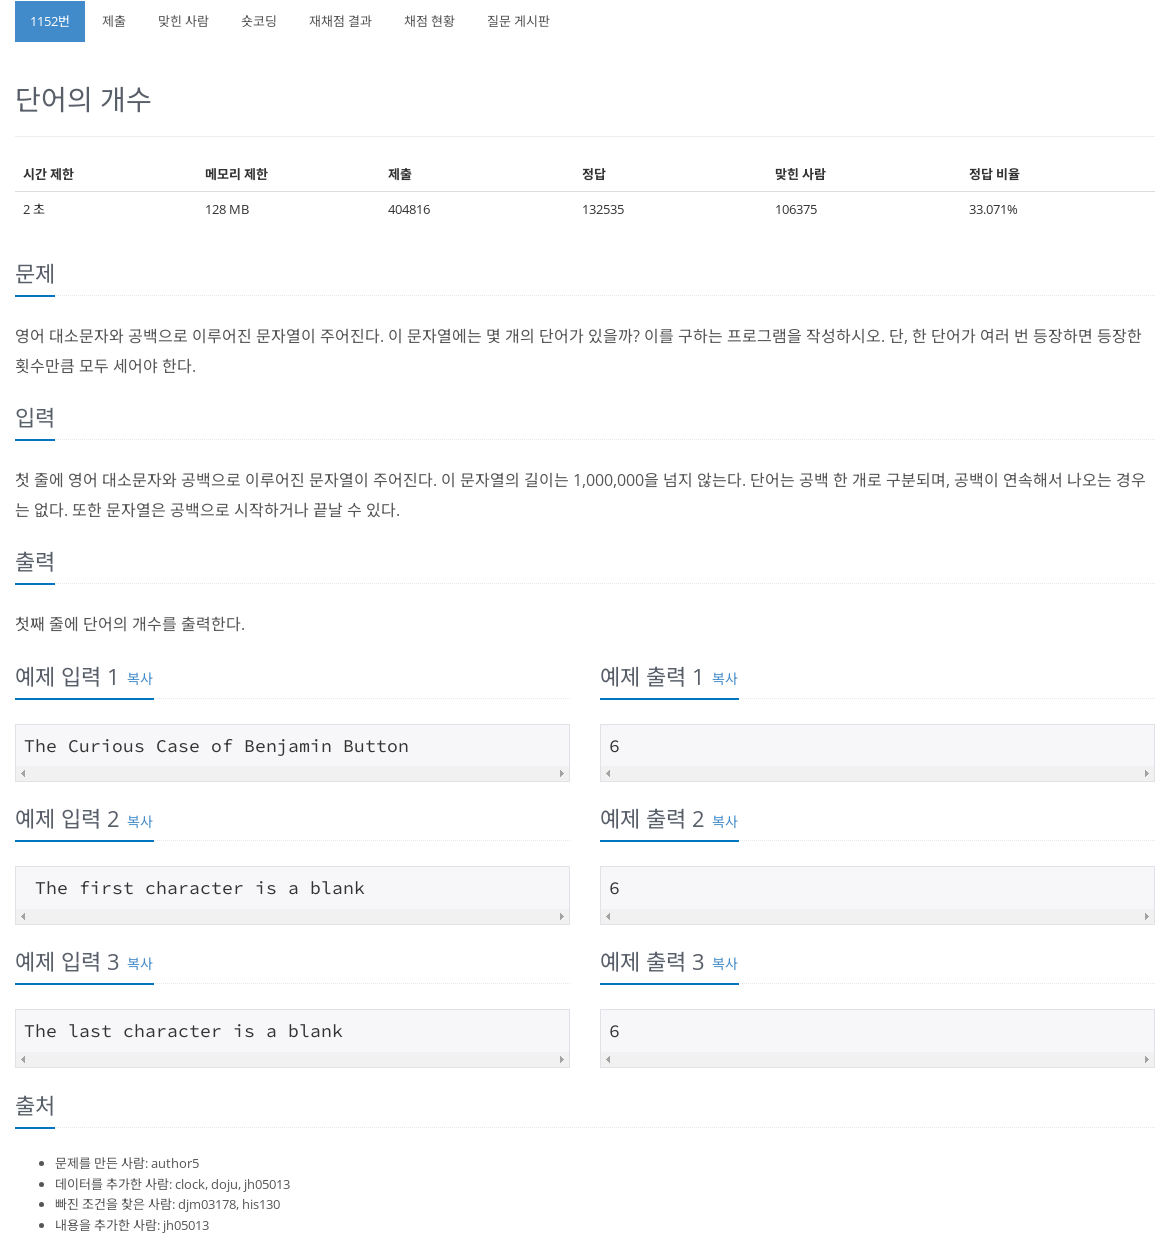 1152번 제출 맞힌 사람 숏코딩 재채점 결과 채점 현황 질문 게시판
단어의 개수
시간 제한 메모리 제한 제출 정답 맞힌 사람 정답 비율
2 초 128 MB 404816 132535 106375 33.071%
문제
영어 대소문자와 공백으로 이루어진 문자열이 주어진다. 이 문자열에는 몇 개의 단어가 있을까? 이를 구하는 프로그램을 작성하시오. 단, 한 단어가 여러 번 등장하면 등장한
횟수만큼 모두 세어야 한다.
입력
첫 줄에 영어 대소문자와 공백으로 이루어진 문자열이 주어진다. 이 문자열의 길이는 1,000,000을 넘지 않는다. 단어는 공백 한 개로 구분되며, 공백이 연속해서 나오는 경우
는 없다. 또한 문자열은 공백으로 시작하거나 끝날 수 있다.
출력
첫째 줄에 단어의 개수를 출력한다.
예제 입력 1 복사
예제 출력 1 복사
The Curious Case of Benjamin Button
6
예제 입력 2 복사
예제 출력 2 복사
 The first character is a blank
6
예제 입력 3 복사
예제 출력 3 복사
The last character is a blank
6
출처
문제를 만든 사람: author5
데이터를 추가한 사람: clock, doju, jh05013
빠진 조건을 찾은 사람: djm03178, his130
내용을 추가한 사람: jh05013